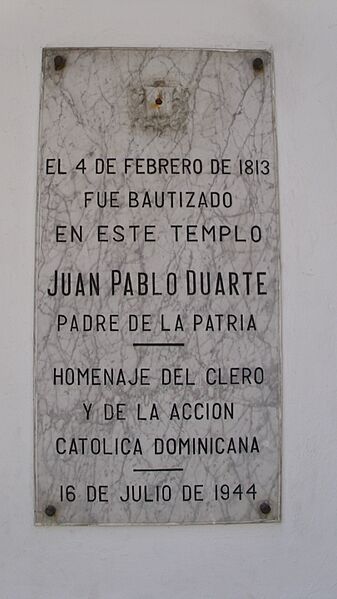 EL 4 DE FEBRERO DE 1813
FUE BAUTIZADO
EN ESTE TEMPLO
JUAN PABLO DUARTE
PADRE DE LA PATRIA
HOMENAJE DEL CLERO
Y DE LA ACCION
CATOLICA DOMINICANA
16 DE JULIO DE 1944